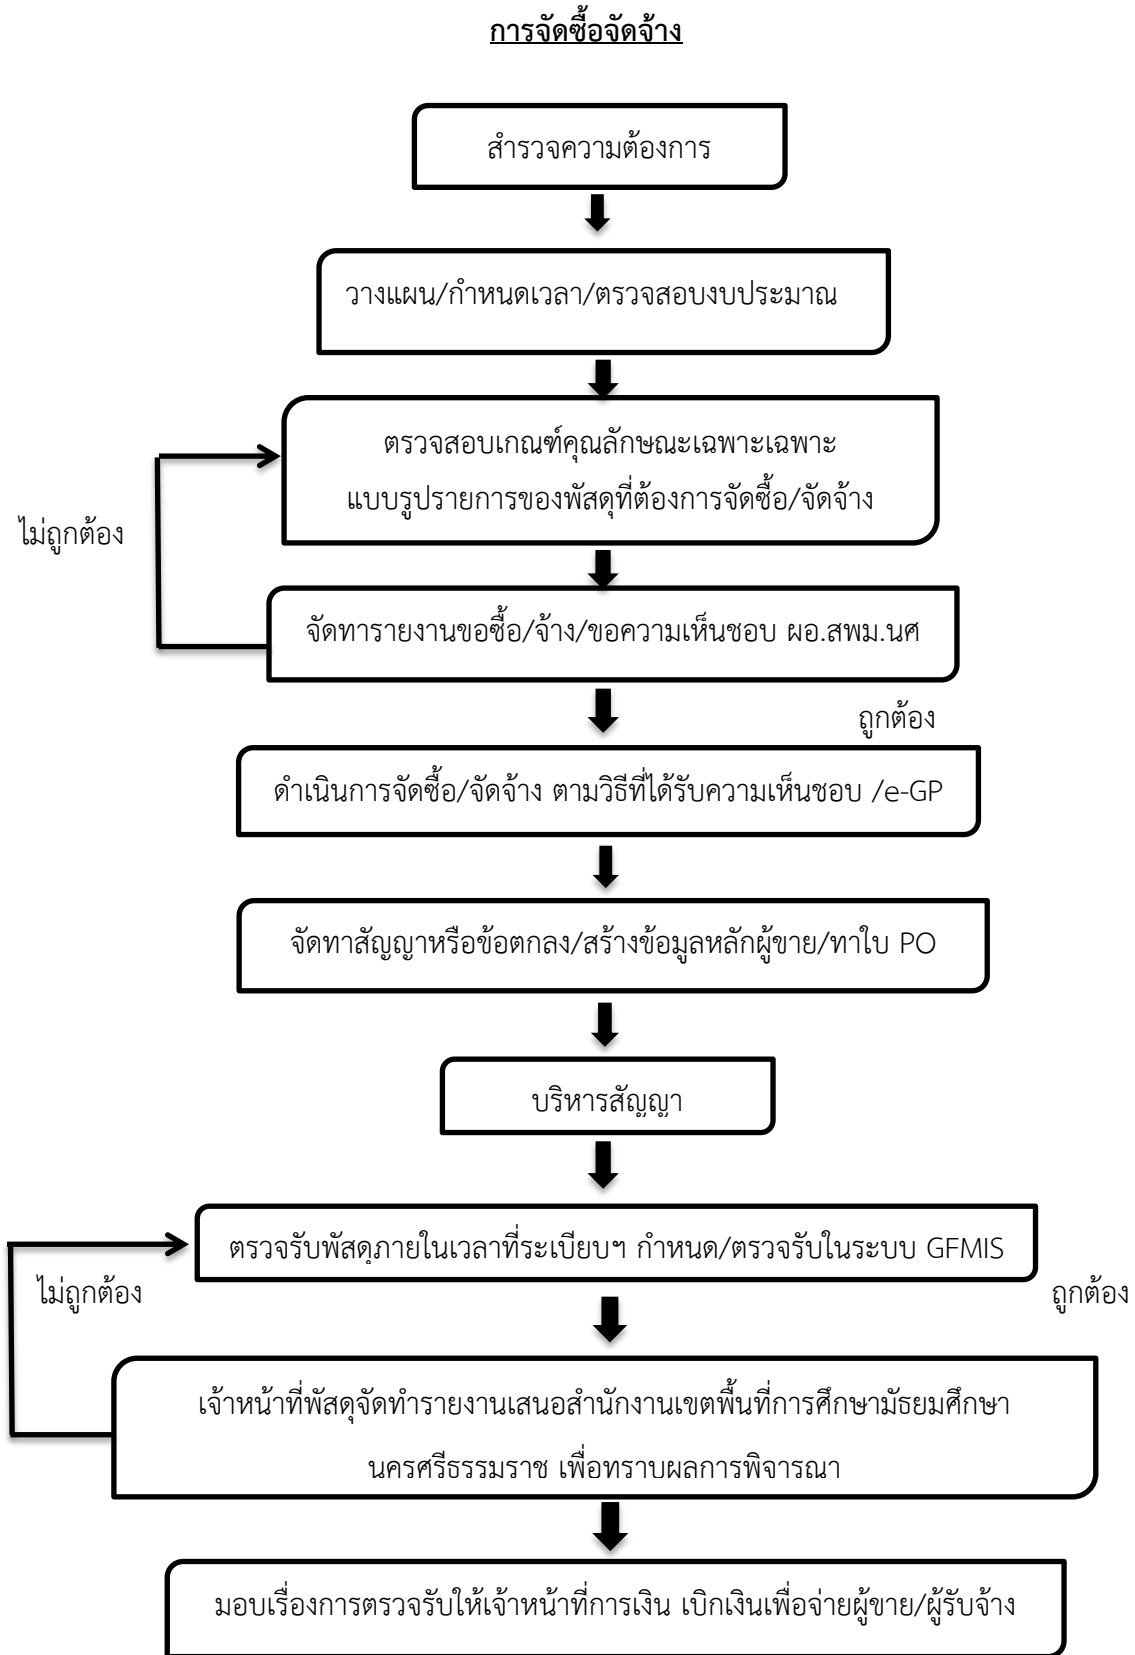 การจัดซื้อจัดจ้าง
สำรวจความต้องการ
วางแผน/กำหนดเวลา/ตรวจสอบงบประมาณ
ตรวจสอบเกณฑ์คุณลักษณะเฉพาะเฉพาะ
แบบรูปรายการของพัสดุที่ต้องการจัดซื้อ/จัดจ้าง
ไม่ถูกต้อง
จัดทารายงานขอซื้อ/จ้าง/ขอความเห็นชอบ ผอ.สพม.นศ
ถูกต้อง
ดำเนินการจัดซื้อ/จัดจ้าง ตามวิธีที่ได้รับความเห็นชอบ /e-GP
จัดทาสัญญาหรือข้อตกลง/สร้างข้อมูลหลักผู้ขาย/ทาใบ PO
บริหารสัญญา
ตรวจรับพัสดุภายในเวลาที่ระเบียบฯ กำหนด/ตรวจรับในระบบ GFMIS
ไม่ถูกต้อง
ถูกต้อง
เจ้าหน้าที่พัสดุจัดทำรายงานเสนอสำนักงานเขตพื้นที่การศึกษามัธยมศึกษา
นครศรีธรรมราช เพื่อทราบผลการพิจารณา
มอบเรื่องการตรวจรับให้เจ้าหน้าที่การเงิน เบิกเงินเพื่อจ่ายผู้ขาย/ผู้รับจ้าง